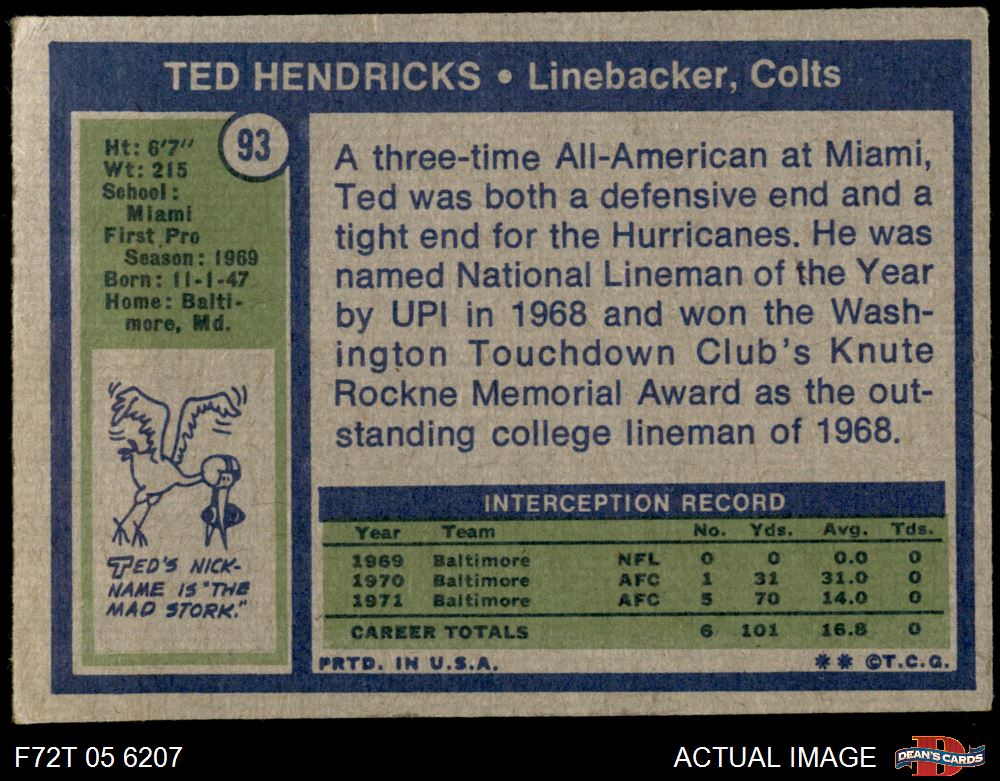 TED HENDRICKS • Linebacker, Colts
93
Ht: 6'7"
Wt: 215
School:
Miami
First Pro
Season: 1969
Born: 11-1-47
Home: Balti-
more, Md.
TED'S NICK-
NAME IS "THE
MAD STORK."
A three-time All-American at Miami,
Ted was both a defensive end and a
tight end for the Hurricanes. He was
named National Lineman of the Year
by UPI in 1968 and won the Wash-
ington Touchdown Club's Knute
Rockne Memorial Award as the out-
standing college lineman of 1968.
INTERCEPTION RECORD
Year Team No. Yds. Avg. Tds.
1969 Baltimore NFL 0 0 0.0 0
1970 Baltimore AFC 1 31 31.0 0
1971 Baltimore AFC 5 70 14.0 0
CAREER TOTALS 6 101 16.8 0
PRTD. IN U.S.A. ** ©T.C.G.
F72T 05 6207 ACTUAL IMAGE DEAN'S CARDS